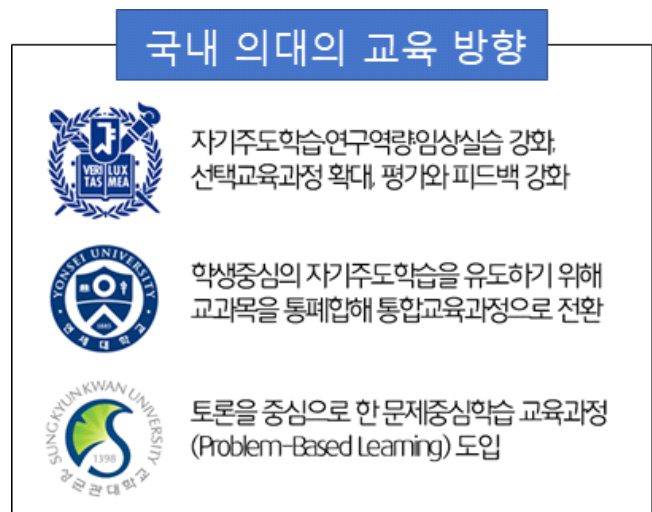 국내 의대의 교육 방향
VERI LUX
TAS MEA
자기주도학습·연구역량·임상실습 강화,
선택교육과정 확대, 평가와 피드백 강화
YONSEI UNIVERSITY
1885
연세대학교
학생중심의 자기주도학습을 유도하기 위해
교과목을 통폐합해 통합교육과정으로 전환
SUNGKYUNKWAN UNIVERSITY
1398
성균관대학교
토론을 중심으로 한 문제중심학습 교육과정
(Problem-Based Learning) 도입